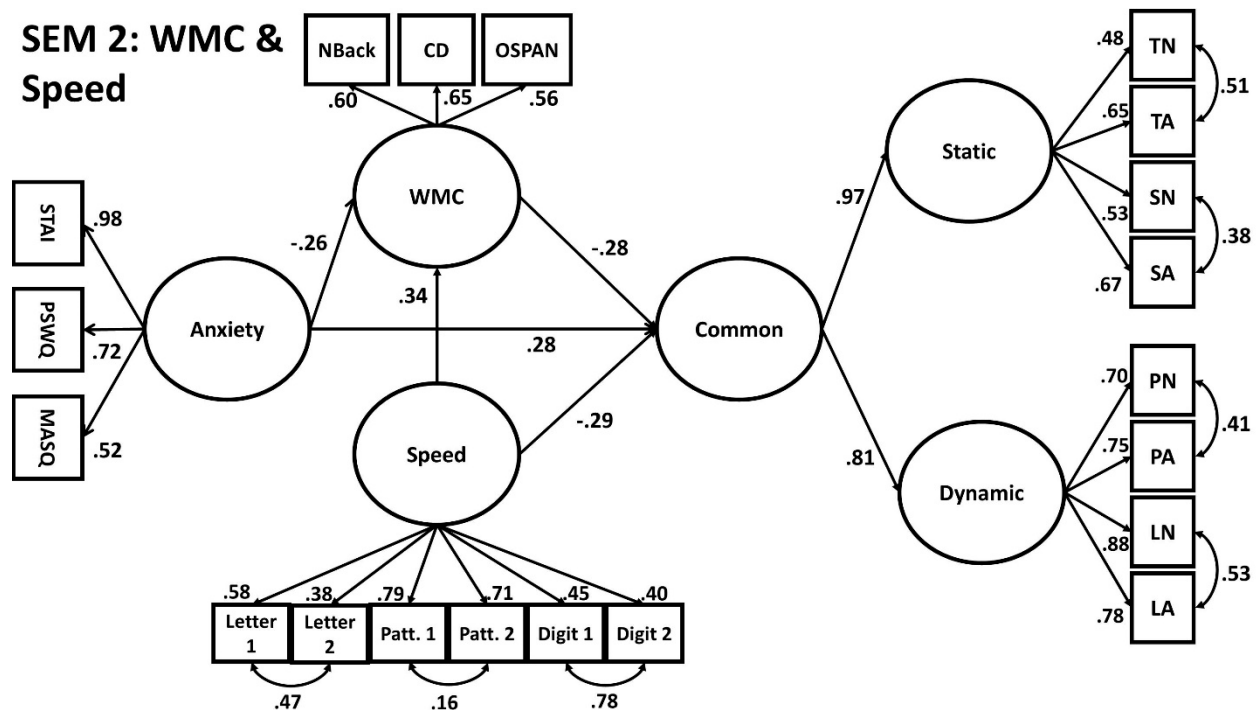 SEM 2: WMC &
Speed
NBack
CD
OSPAN
.60
.65
.56
WMC
STAI
.98
PSWQ
.72
MASQ
.52
Anxiety
-.26
.34
.28
-.28
-.29
Speed
Common
.97
.81
Static
Dynamic
.48
TN
.65
TA
.53
SN
.67
SA
.51
.38
.70
PN
.75
PA
.88
LN
.78
LA
.41
.53
.58
.38
.79
.71
.45
.40
Letter
1
Letter
2
Patt. 1
Patt. 2
Digit 1
Digit 2
.47
.16
.78